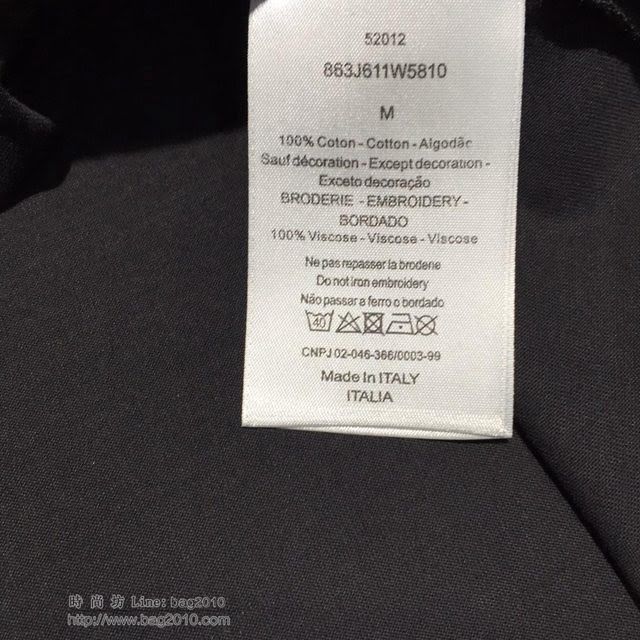 52012
863J611W5810
M
100% Coton - Cotton - Algodão
Sauf décoration - Except decoration -
Exceto decoração
BRODERIE - EMBROIDERY -
BORDADO
100% Viscose - Viscose - Viscose
Ne pas repasser la broderie
Do not iron embroidery
Não passar a ferro o bordado
40
CNPJ 02-046-366/0003-99
Made In ITALY
ITALIA
時尚坊 Line: bag2010
http://www.bag2010.com